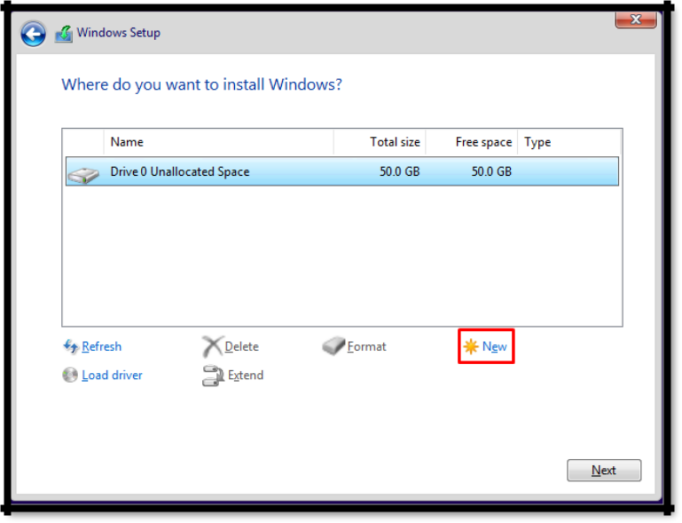 Windows Setup
Where do you want to install Windows?
Name Total size Free space Type
Drive 0 Unallocated Space 50.0 GB 50.0 GB
Refresh Delete Format New
Load driver Extend
Next